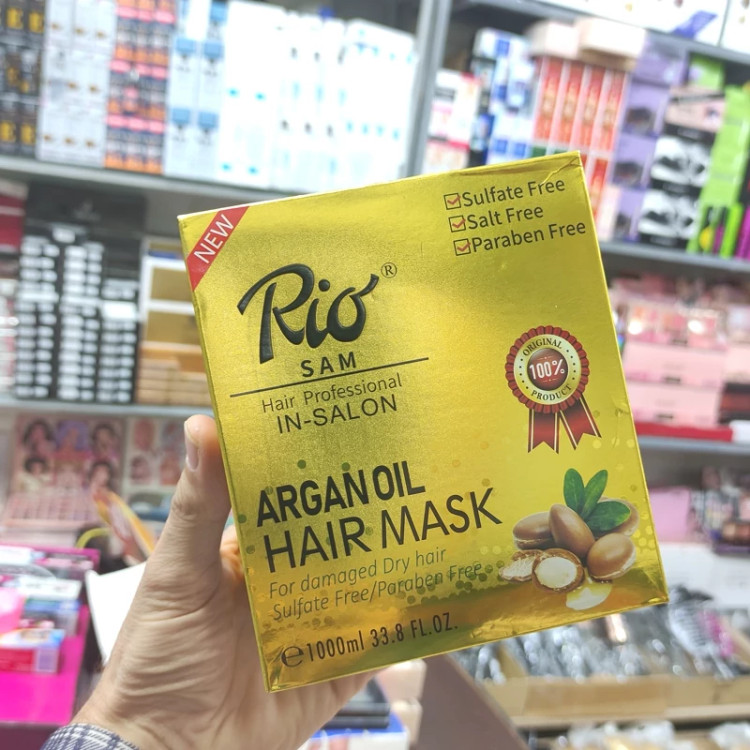 NEW
Sulfate Free
Salt Free
Paraben Free
Rio®
SAM
Hair Professional
IN-SALON
ORIGINAL
100%
PRODUCT
ARGAN OIL
HAIR MASK
For damaged Dry hair
Sulfate Free/Paraben Free
℮1000ml 33.8 FL.OZ.